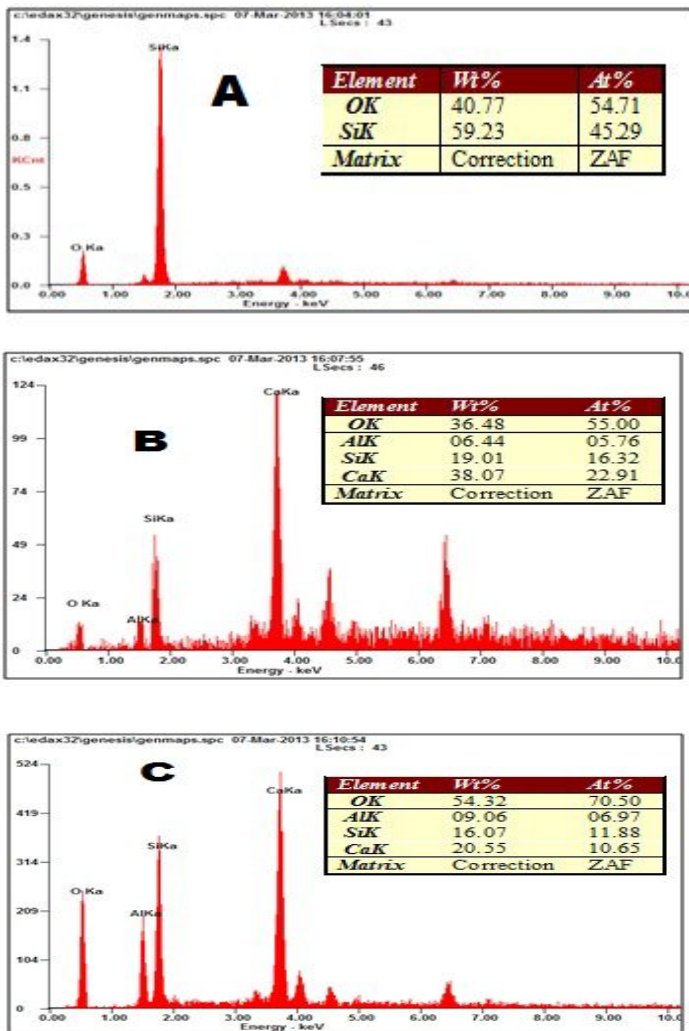 c:\edax32\genesis\genmaps.spc 07-Mar-2013 16:04:01
LSecs : 43
1.4
SiKa
A
Element Wt% At%
OK 40.77 54.71
SiK 59.23 45.29
Matrix Correction ZAF
1.1
0.8
KCnt
0.5
0.3
O Ka
0.0
0.00 1.00 2.00 3.00 4.00 5.00 6.00 7.00 8.00 9.00 10.0
Energy - keV
c:\edax32\genesis\genmaps.spc 07-Mar-2013 16:07:55
LSecs : 46
124
CaKa
B
Element Wt% At%
OK 36.48 55.00
AlK 06.44 05.76
SiK 19.01 16.32
CaK 38.07 22.91
Matrix Correction ZAF
99
74
SiKa
49
24
O Ka
AlKa
0
0.00 1.00 2.00 3.00 4.00 5.00 6.00 7.00 8.00 9.00 10.0
Energy - keV
c:\edax32\genesis\genmaps.spc 07-Mar-2013 16:10:54
LSecs : 43
524
C
CaKa
Element Wt% At%
OK 54.32 70.50
AlK 09.06 06.97
SiK 16.07 11.88
CaK 20.55 10.65
Matrix Correction ZAF
419
SiKa
314
O Ka
209
AlKa
104
0
0.00 1.00 2.00 3.00 4.00 5.00 6.00 7.00 8.00 9.00 10.0
Energy - keV